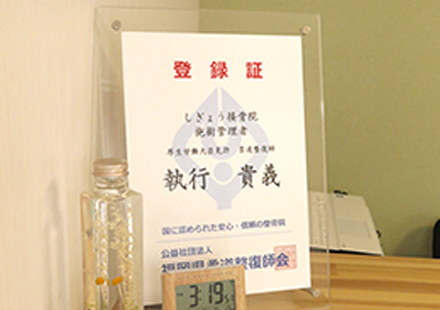 登録証
しぎょう接骨院
施術管理者
厚生労働大臣免許 柔道整復師
執行 貴義
国に認められた安心・信頼の接骨院
公益社団法人
福岡県柔道整復師会
3:19